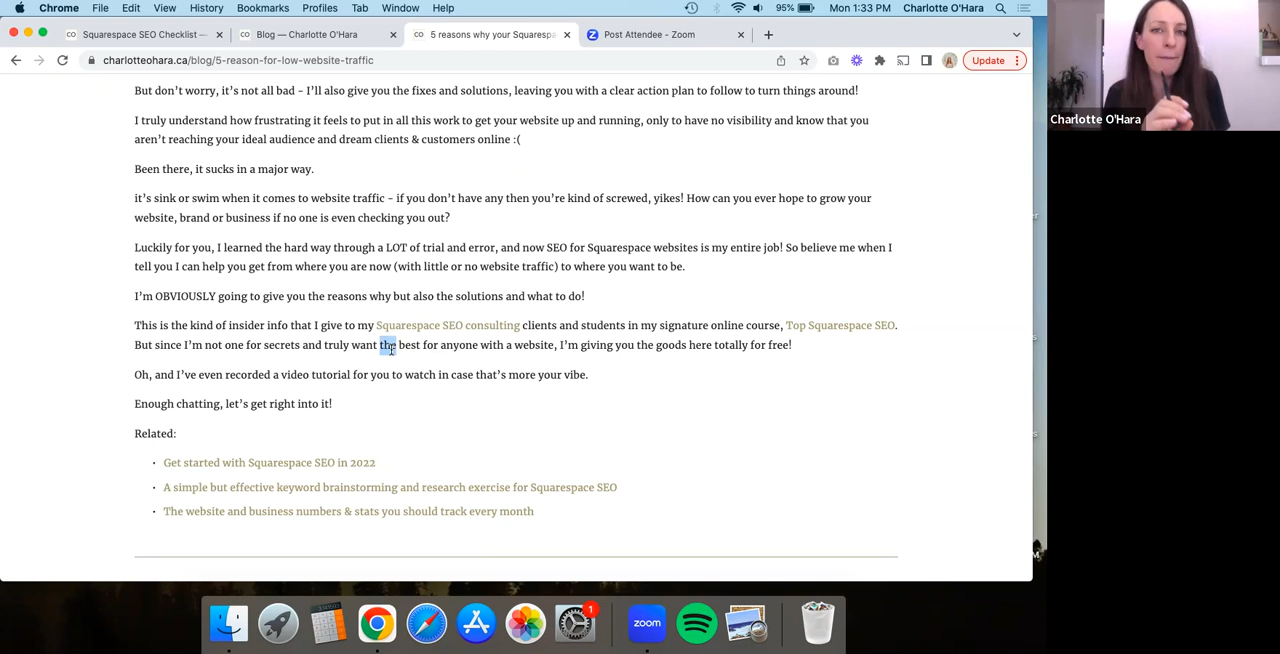 Chrome File Edit View History Bookmarks Profiles Tab Window Help 95% Mon 1:33 PM Charlotte O'Hara
Squarespace SEO Checklist — Blog — Charlotte O'Hara 5 reasons why your Squaresp Post Attendee - Zoom
charlotteohara.ca/blog/5-reason-for-low-website-traffic Update
Charlotte O'Hara
But don’t worry, it’s not all bad - I’ll also give you the fixes and solutions, leaving you with a clear action plan to follow to turn things around!
I truly understand how frustrating it feels to put in all this work to get your website up and running, only to have no visibility and know that you
aren’t reaching your ideal audience and dream clients & customers online :(
Been there, it sucks in a major way.
it’s sink or swim when it comes to website traffic - if you don’t have any then you’re kind of screwed, yikes! How can you ever hope to grow your
website, brand or business if no one is even checking you out?
Luckily for you, I learned the hard way through a LOT of trial and error, and now SEO for Squarespace websites is my entire job! So believe me when I
tell you I can help you get from where you are now (with little or no website traffic) to where you want to be.
I’m OBVIOUSLY going to give you the reasons why but also the solutions and what to do!
This is the kind of insider info that I give to my Squarespace SEO consulting clients and students in my signature online course, Top Squarespace SEO.
But since I’m not one for secrets and truly want the best for anyone with a website, I’m giving you the goods here totally for free!
Oh, and I’ve even recorded a video tutorial for you to watch in case that’s more your vibe.
Enough chatting, let’s get right into it!
Related:
· Get started with Squarespace SEO in 2022
· A simple but effective keyword brainstorming and research exercise for Squarespace SEO
· The website and business numbers & stats you should track every month
1
zoom